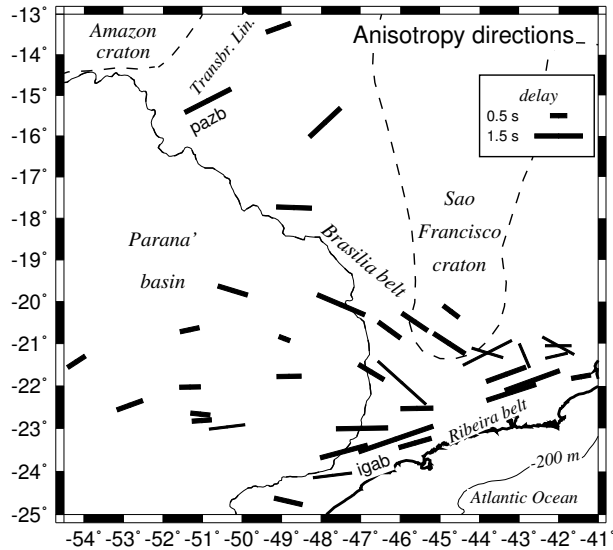 -13°
Amazon
craton
Transbr. Lin.
Anisotropy directions
-14°
delay
0.5 s
1.5 s
-15°
pazb
-16°
-17°
-18°
Sao
Francisco
craton
Brasilia belt
Parana'
basin
-19°
-20°
-21°
-22°
-23°
Ribeira belt
igab
-24°
-200 m
Atlantic Ocean
-25°
-54° -53° -52° -51° -50° -49° -48° -47° -46° -45° -44° -43° -42° -41°